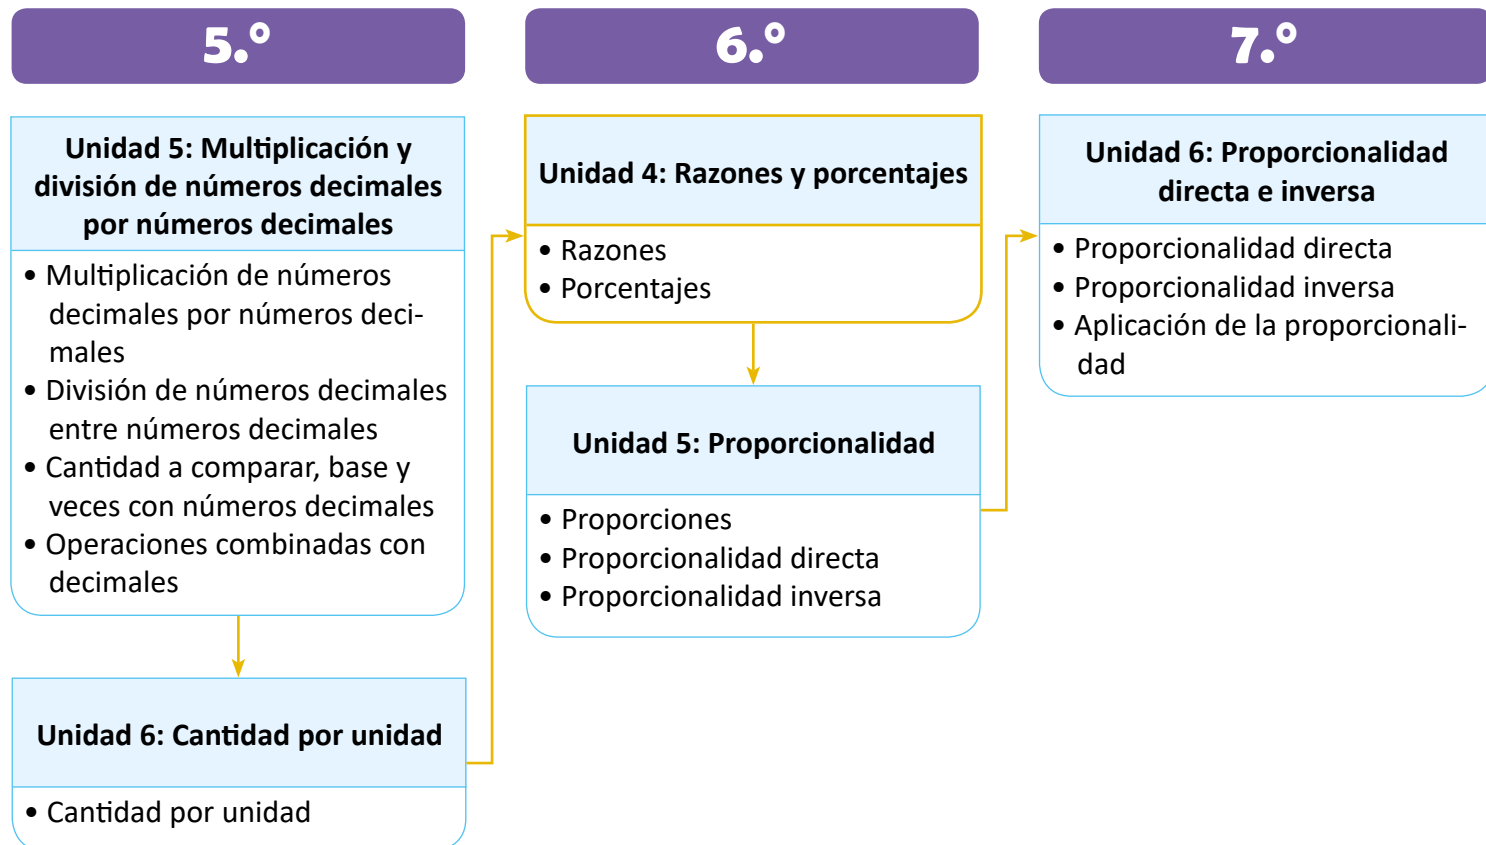 5.º
Unidad 5: Multiplicación y
división de números decimales
por números decimales
• Multiplicación de números
decimales por números deci-
males
• División de números decimales
entre números decimales
• Cantidad a comparar, base y
veces con números decimales
• Operaciones combinadas con
decimales
Unidad 6: Cantidad por unidad
• Cantidad por unidad
6.º
Unidad 4: Razones y porcentajes
• Razones
• Porcentajes
Unidad 5: Proporcionalidad
• Proporciones
• Proporcionalidad directa
• Proporcionalidad inversa
7.º
Unidad 6: Proporcionalidad
directa e inversa
• Proporcionalidad directa
• Proporcionalidad inversa
• Aplicación de la proporcionali-
dad